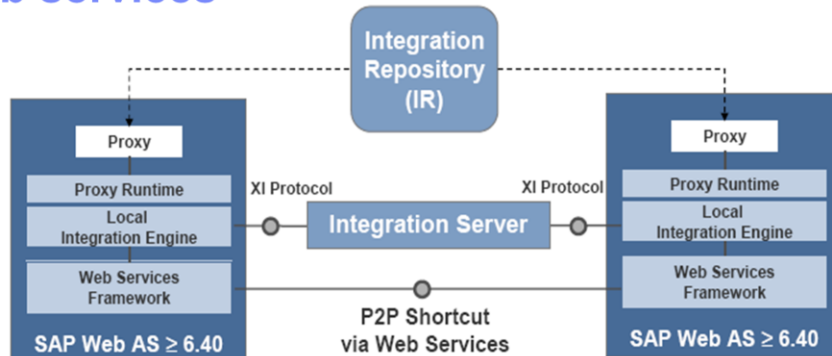 b Services
Integration
Repository
(IR)
Proxy
Proxy Runtime
Local
Integration Engine
Web Services
Framework
SAP Web AS ≥ 6.40
XI Protocol
Integration Server
XI Protocol
P2P Shortcut
via Web Services
Proxy
Proxy Runtime
Local
Integration Engine
Web Services
Framework
SAP Web AS ≥ 6.40